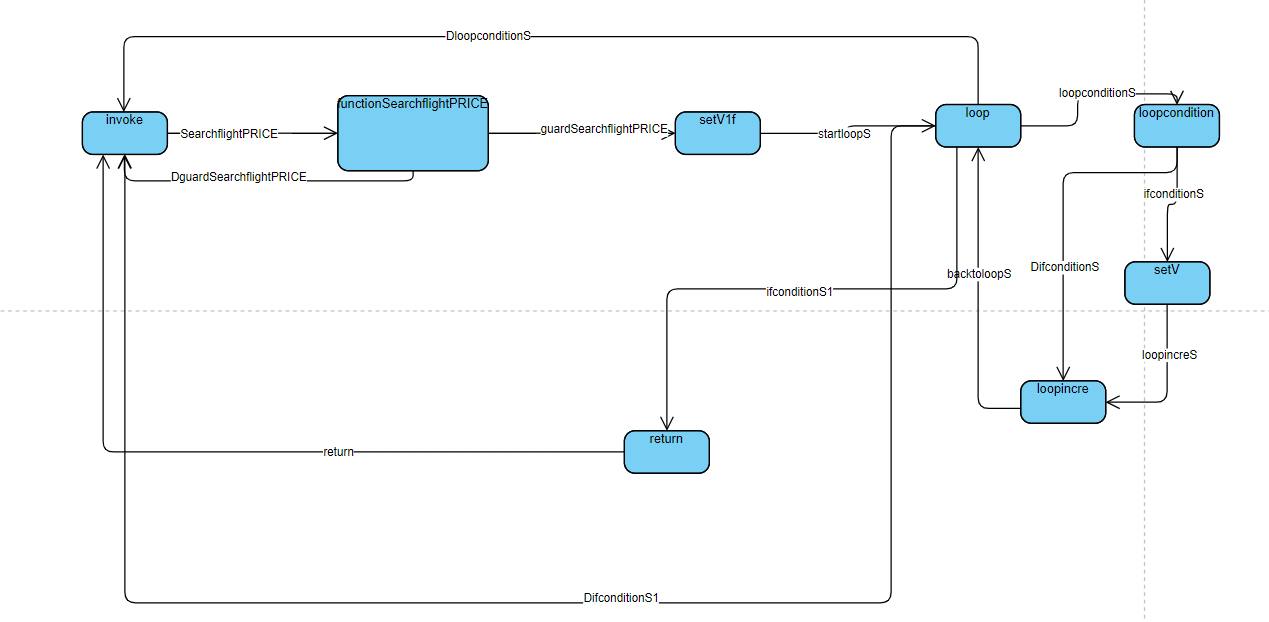 DloopconditionS
loopconditionS
functionSearchflightPRICE
invoke
setV1f
loop
loopcondition
SearchflightPRICE
guardSearchflightPRICE
startloopS
DguardSearchflightPRICE
ifconditionS
DifconditionS
setV
backtoloopS
ifconditionS1
loopincreS
loopincre
return
return
DifconditionS1